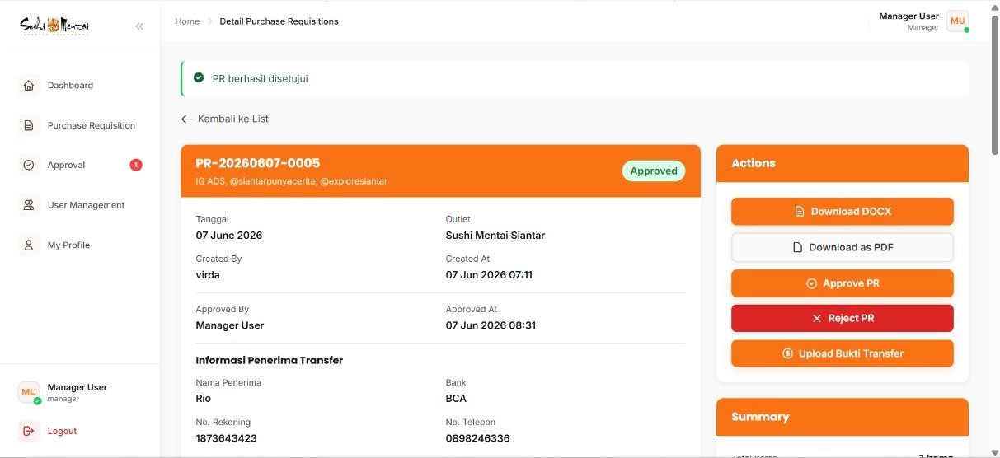 Sushi Mentai
Home
Detail Purchase Requisitions
Manager User
Manager
MU
Dashboard
Purchase Requisition
Approval
1
User Management
My Profile
MU
Manager User
manager
Logout
PR berhasil disetujui
Kembali ke List
PR-20260607-0005
IG ADS, @siantarpunyacerita, @exploresiantar
Approved
Tanggal
07 June 2026
Outlet
Sushi Mentai Siantar
Created By
virda
Created At
07 Jun 2026 07:11
Approved By
Manager User
Approved At
07 Jun 2026 08:31
Informasi Penerima Transfer
Nama Penerima
Rio
Bank
BCA
No. Rekening
1873643423
No. Telepon
0898246336
Actions
Download DOCX
Download as PDF
Approve PR
Reject PR
Upload Bukti Transfer
Summary